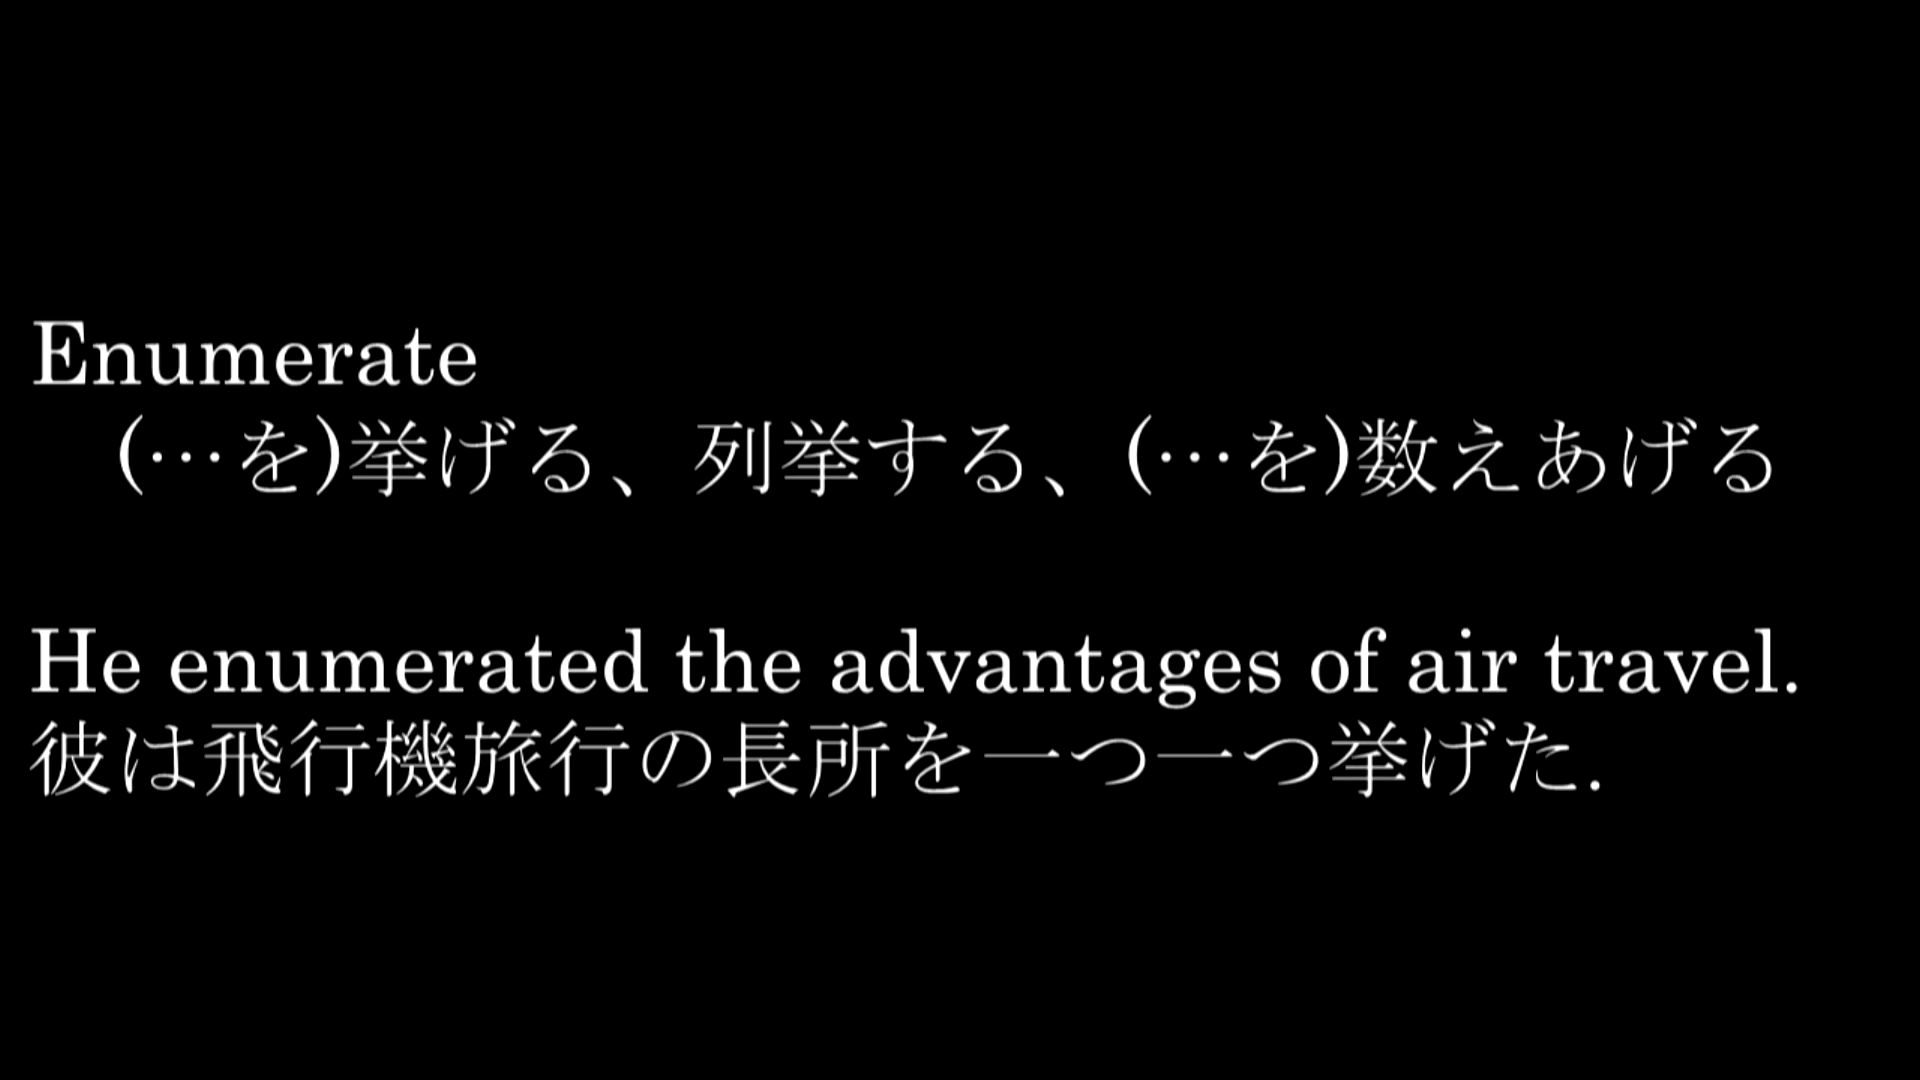 Enumerate
(…を)挙げる、列挙する、(…を)数えあげる
He enumerated the advantages of air travel.
彼は飛行機旅行の長所を一つ一つ挙げた.